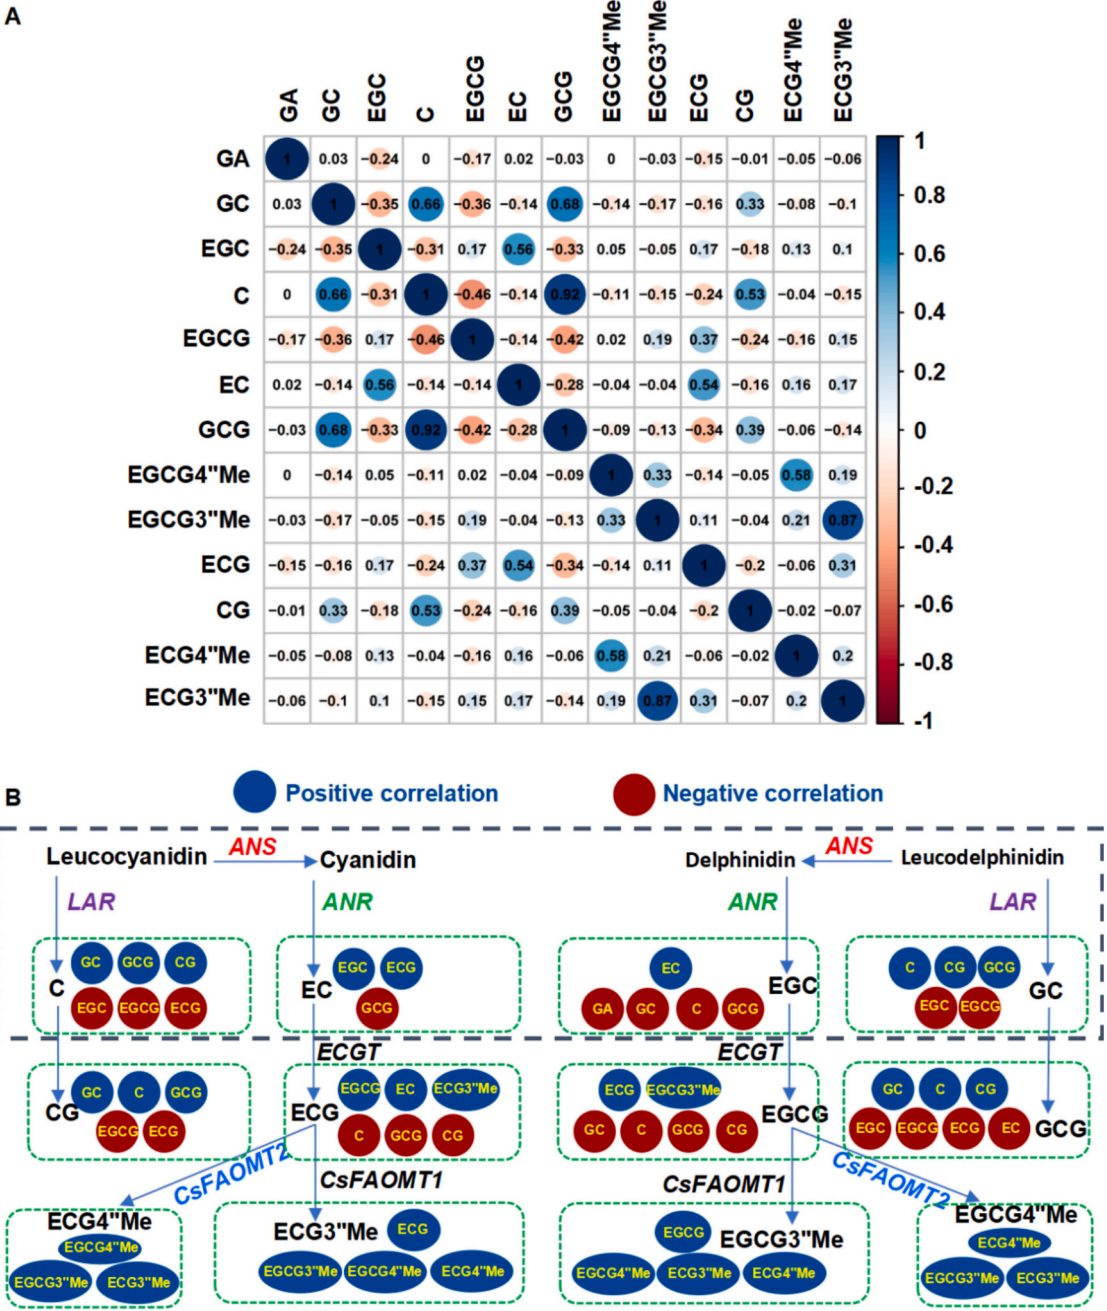 A
GA GC EGC C EGCG EC GCG EGCG4"Me EGCG3"Me ECG CG ECG4"Me ECG3"Me
GA 1 0.03 −0.24 0 −0.17 0.02 −0.03 0 −0.03 −0.15 −0.01 −0.05 −0.06
GC 0.03 1 −0.35 0.66 −0.36 −0.14 0.68 −0.14 −0.17 −0.16 0.33 −0.08 −0.1
EGC −0.24 −0.35 1 −0.31 0.17 0.56 −0.33 0.05 −0.05 0.17 −0.18 0.13 0.1
C 0 0.66 −0.31 1 −0.46 −0.14 0.92 −0.11 −0.15 −0.24 0.53 −0.04 −0.15
EGCG −0.17 −0.36 0.17 −0.46 1 −0.14 −0.42 0.02 0.19 0.37 −0.24 −0.16 0.15
EC 0.02 −0.14 0.56 −0.14 −0.14 1 −0.28 −0.04 −0.04 0.54 −0.16 0.16 0.17
GCG −0.03 0.68 −0.33 0.92 −0.42 −0.28 1 −0.09 −0.13 −0.34 0.39 −0.06 −0.14
EGCG4"Me 0 −0.14 0.05 −0.11 0.02 −0.04 −0.09 1 0.33 −0.14 −0.05 0.58 0.19
EGCG3"Me −0.03 −0.17 −0.05 −0.15 0.19 −0.04 −0.13 0.33 1 0.11 −0.04 0.21 0.87
ECG −0.15 −0.16 0.17 −0.24 0.37 0.54 −0.34 −0.14 0.11 1 −0.2 −0.06 0.31
CG −0.01 0.33 −0.18 0.53 −0.24 −0.16 0.39 −0.05 −0.04 −0.2 1 −0.02 −0.07
ECG4"Me −0.05 −0.08 0.13 −0.04 −0.16 0.16 −0.06 0.58 0.21 −0.06 −0.02 1 0.2
ECG3"Me −0.06 −0.1 0.1 −0.15 0.15 0.17 −0.14 0.19 0.87 0.31 −0.07 0.2 1
1
0.8
0.6
0.4
0.2
0
-0.2
-0.4
-0.6
-0.8
-1
B
Positive correlation Negative correlation
Leucocyanidin ANS Cyanidin Delphinidin ANS Leucodelphinidin
LAR ANR ANR LAR
GC GCG CG EGC ECG EC C CG GCG
C EC EGC GC
EGC EGCG ECG GCG GA GC C GCG EGC EGCG
ECGT ECGT
GC C GCG EGCG EC ECG3"Me ECG EGCG3"Me GC C CG
CG ECG EGCG GCG
EGCG ECG C GCG CG GC C GCG CG EGC EGCG ECG EC
CsFAOMT2 CsFAOMT1 CsFAOMT1 CsFAOMT2
ECG4"Me ECG3"Me ECG EGCG EGCG3"Me EGCG4"Me
EGCG4"Me ECG4"Me
EGCG3"Me ECG3"Me EGCG3"Me EGCG4"Me ECG4"Me EGCG4"Me ECG3"Me ECG4"Me EGCG3"Me ECG3"Me